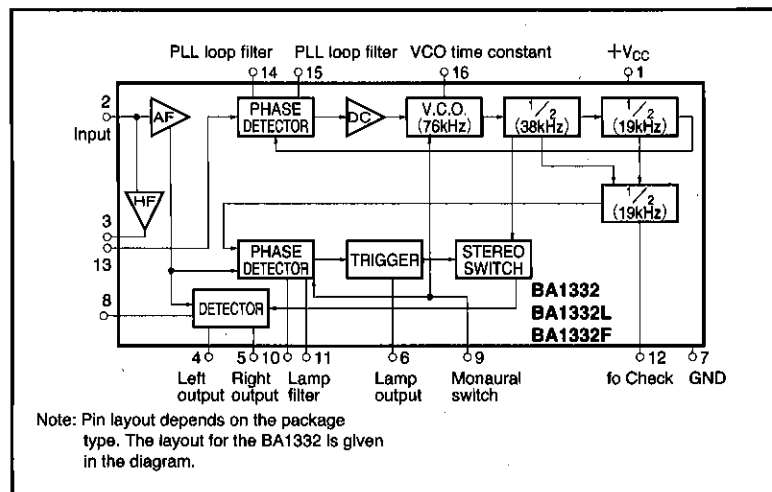 PLL loop filter PLL loop filter VCO time constant +VCC
14 15 16 1
2
Input
AF
PHASE DETECTOR
DC
V.C.O. (76kHz)
1/2 (38kHz)
1/2 (19kHz)
HF
1/2 (19kHz)
3
13
PHASE DETECTOR
TRIGGER
STEREO SWITCH
8
DETECTOR
BA1332
BA1332L
BA1332F
4 5 10 11 6 9 12 7
Left output
Right output
Lamp filter
Lamp output
Monaural switch
fo Check
GND
Note: Pin layout depends on the package
type. The layout for the BA1332 is given
in the diagram.